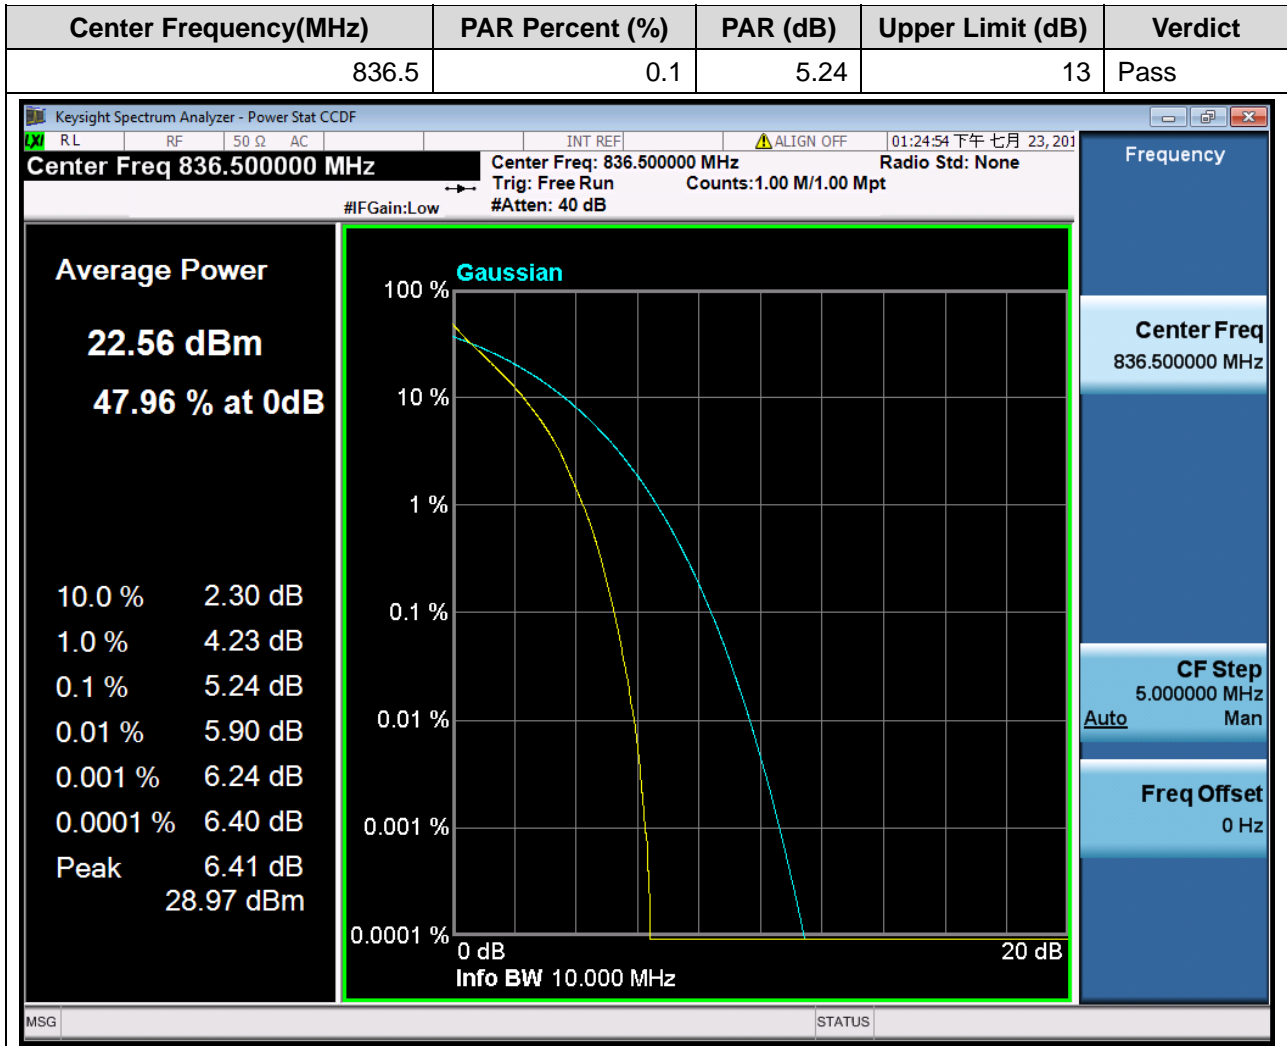 Center Frequency(MHz) PAR Percent (%) PAR (dB) Upper Limit (dB) Verdict
836.5 0.1 5.24 13 Pass
Keysight Spectrum Analyzer - Power Stat CCDF
LXI RL RF 50 Ω AC INT REF ALIGN OFF 01:24:54 下午 七月 23, 201
Center Freq 836.500000 MHz
Center Freq: 836.500000 MHz Radio Std: None
Trig: Free Run Counts:1.00 M/1.00 Mpt
#IFGain:Low #Atten: 40 dB
Frequency
Average Power
22.56 dBm
47.96 % at 0dB
10.0 % 2.30 dB
1.0 % 4.23 dB
0.1 % 5.24 dB
0.01 % 5.90 dB
0.001 % 6.24 dB
0.0001 % 6.40 dB
Peak 6.41 dB
28.97 dBm
Gaussian
100 %
10 %
1 %
0.1 %
0.01 %
0.001 %
0.0001 %
0 dB 20 dB
Info BW 10.000 MHz
Center Freq
836.500000 MHz
CF Step
5.000000 MHz
Auto Man
Freq Offset
0 Hz
MSG STATUS